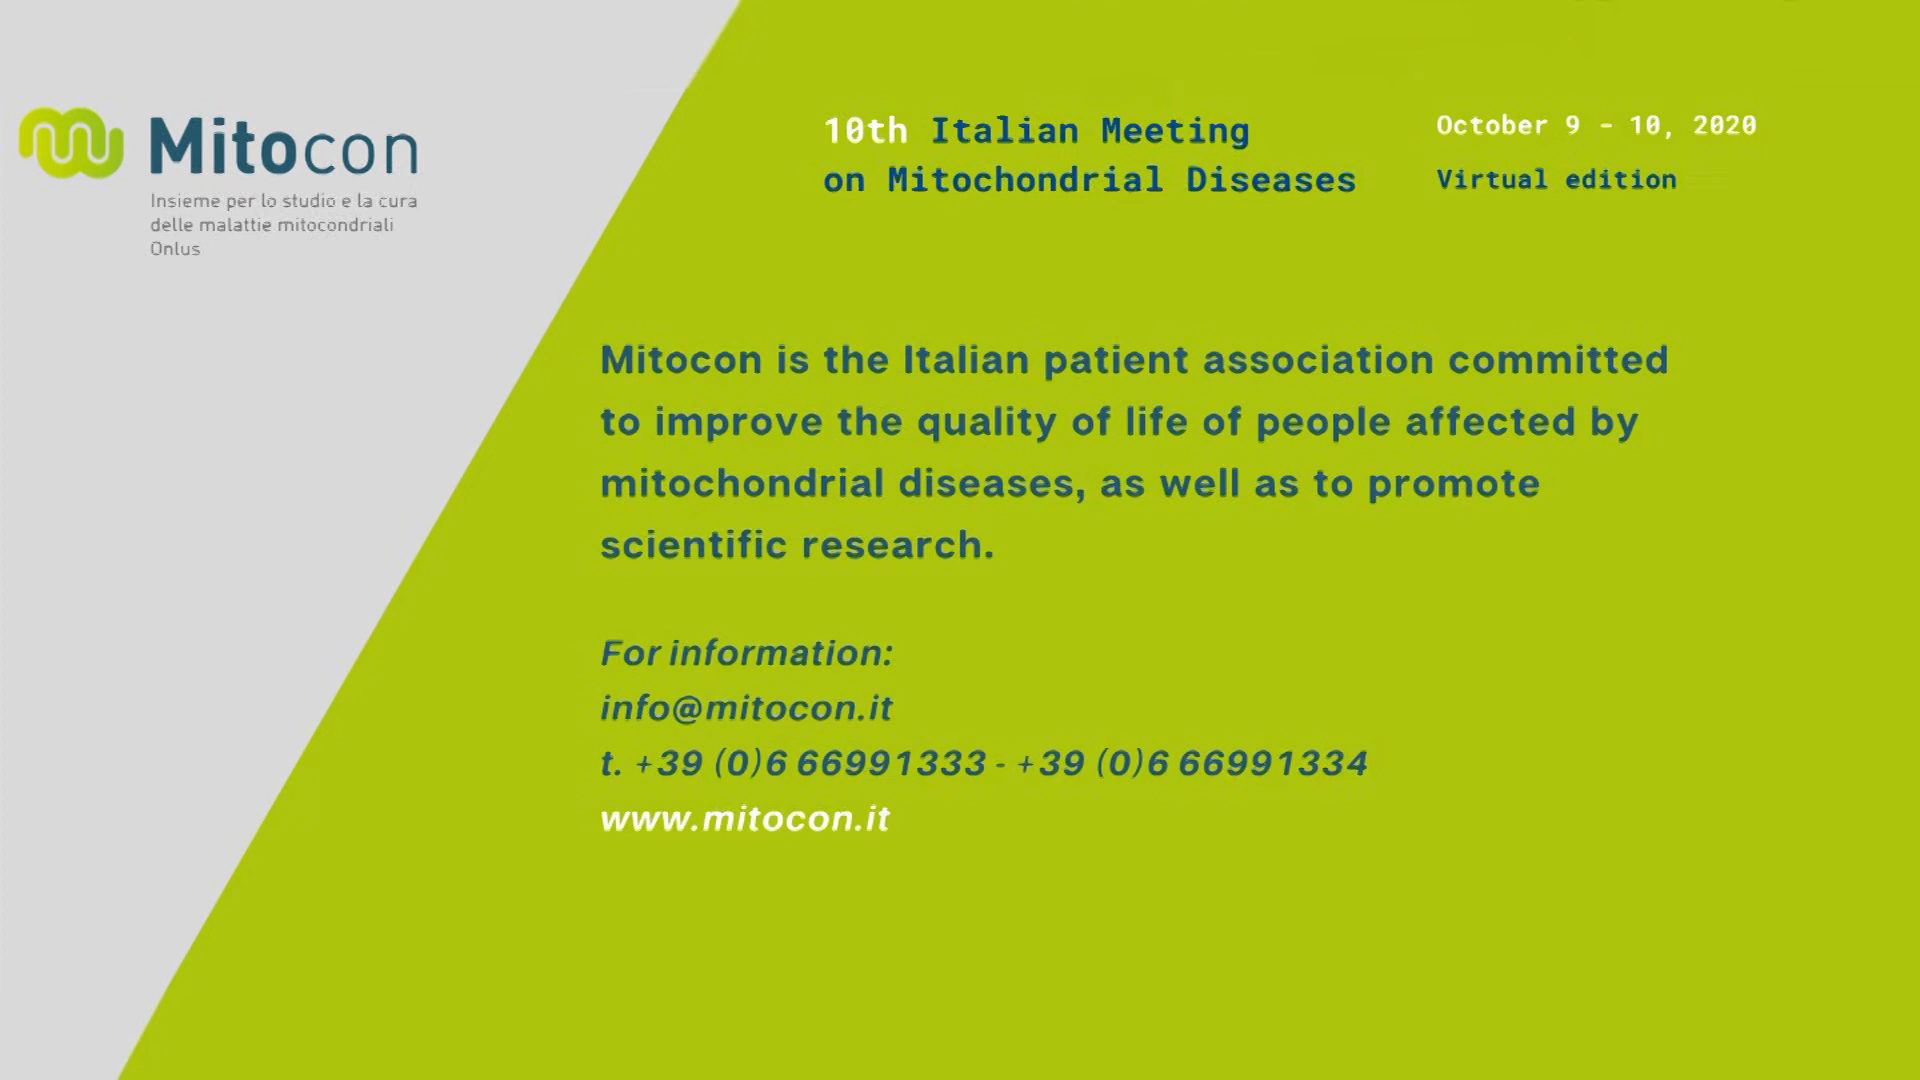 Mitocon
Insieme per lo studio e la cura
delle malattie mitocondriali
Onlus
10th Italian Meeting
on Mitochondrial Diseases
October 9 - 10, 2020
Virtual edition
Mitocon is the Italian patient association committed
to improve the quality of life of people affected by
mitochondrial diseases, as well as to promote
scientific research.
For information:
info@mitocon.it
t. +39 (0)6 66991333 - +39 (0)6 66991334
www.mitocon.it